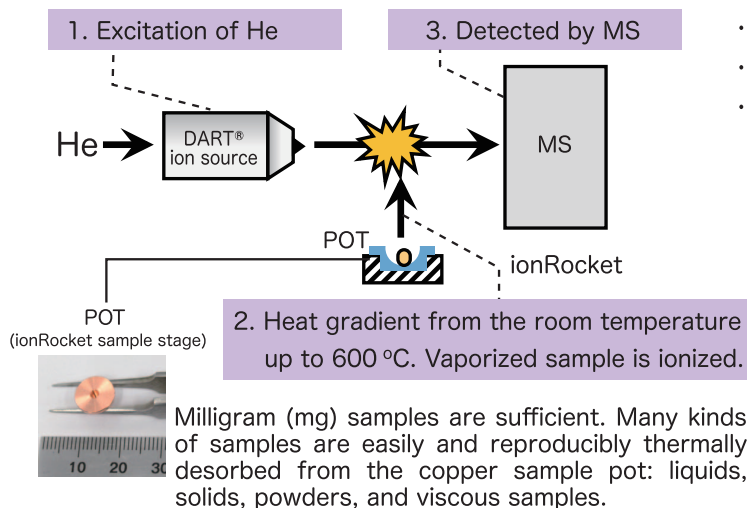 1. Excitation of He
3. Detected by MS
He
DART®
ion source
MS
POT
ionRocket
POT
(ionRocket sample stage)
2. Heat gradient from the room temperature
up to 600 ºC. Vaporized sample is ionized.
10 20 30
Milligram (mg) samples are sufficient. Many kinds
of samples are easily and reproducibly thermally
desorbed from the copper sample pot: liquids,
solids, powders, and viscous samples.